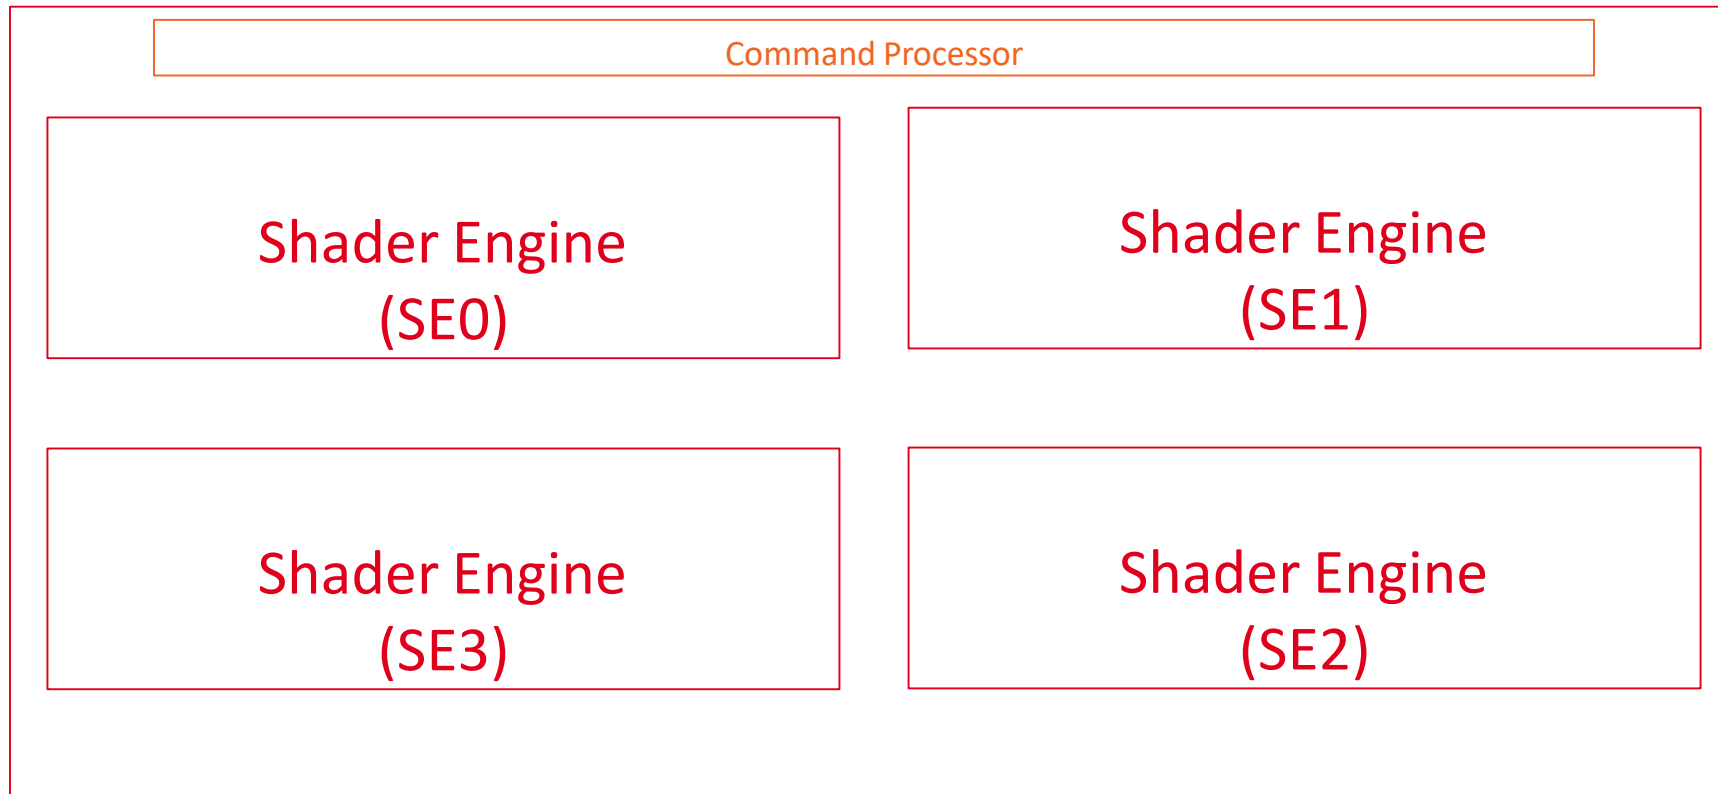 Command Processor
Shader Engine
(SE0)
Shader Engine
(SE1)
Shader Engine
(SE3)
Shader Engine
(SE2)